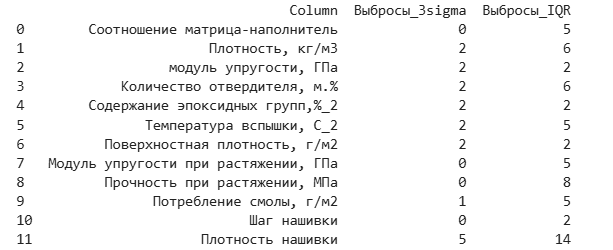 Column Выбросы_3sigma Выбросы_IQR
0 Соотношение матрица-наполнитель 0 5
1 Плотность, кг/м3 2 6
2 модуль упругости, ГПа 2 2
3 Количество отвердителя, м.% 2 6
4 Содержание эпоксидных групп,%_2 2 2
5 Температура вспышки, С_2 2 5
6 Поверхностная плотность, г/м2 2 2
7 Модуль упругости при растяжении, ГПа 0 5
8 Прочность при растяжении, МПа 0 8
9 Потребление смолы, г/м2 1 5
10 Шаг нашивки 0 2
11 Плотность нашивки 5 14